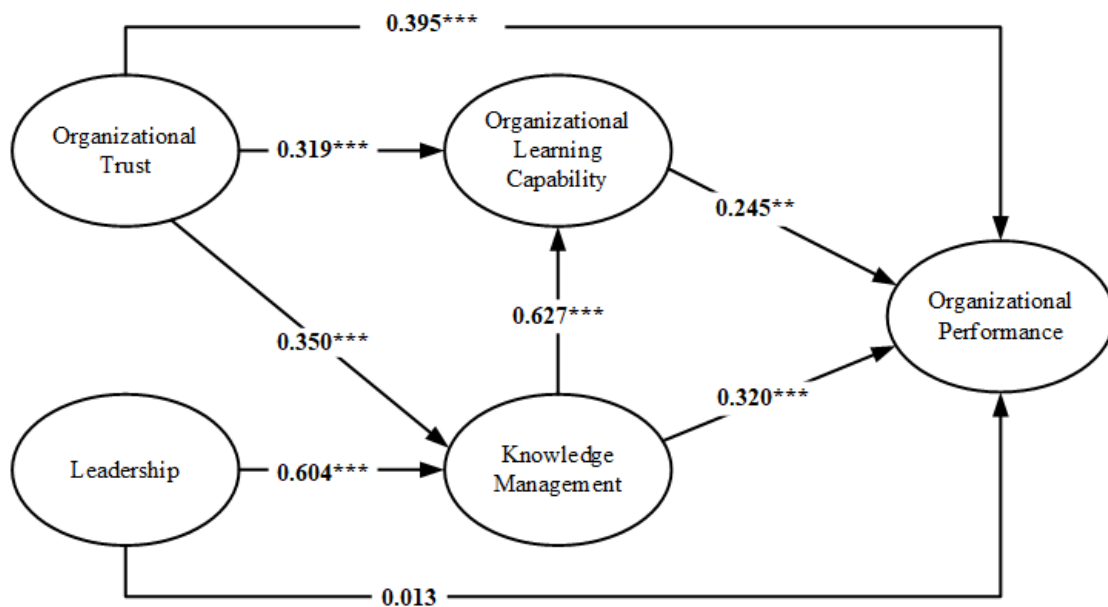 0.395***
Organizational
Trust
0.319***
Organizational
Learning
Capability
0.245**
Organizational
Performance
0.627***
0.350***
0.320***
Leadership
0.604***
Knowledge
Management
0.013